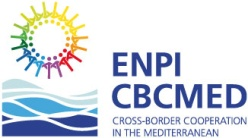 ENPI
CBCMED
CROSS-BORDER COOPERATION
IN THE MEDITERRANEAN